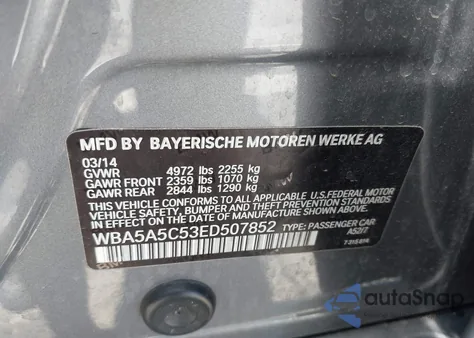 MFD BY BAYERISCHE MOTOREN WERKE AG
03/14
GVWR 4972 lbs 2255 kg
GAWR FRONT 2359 lbs 1070 kg
GAWR REAR 2844 lbs 1290 kg
THIS VEHICLE CONFORMS TO ALL APPLICABLE U.S. FEDERAL MOTOR
VEHICLE SAFETY, BUMPER, AND THEFT PREVENTION STANDARDS IN
EFFECT ON THE DATE OF MANUFACTURE SHOWN ABOVE.
WBA5A5C53ED507852 TYPE: PASSENGER CAR
A52/7
autoSnap